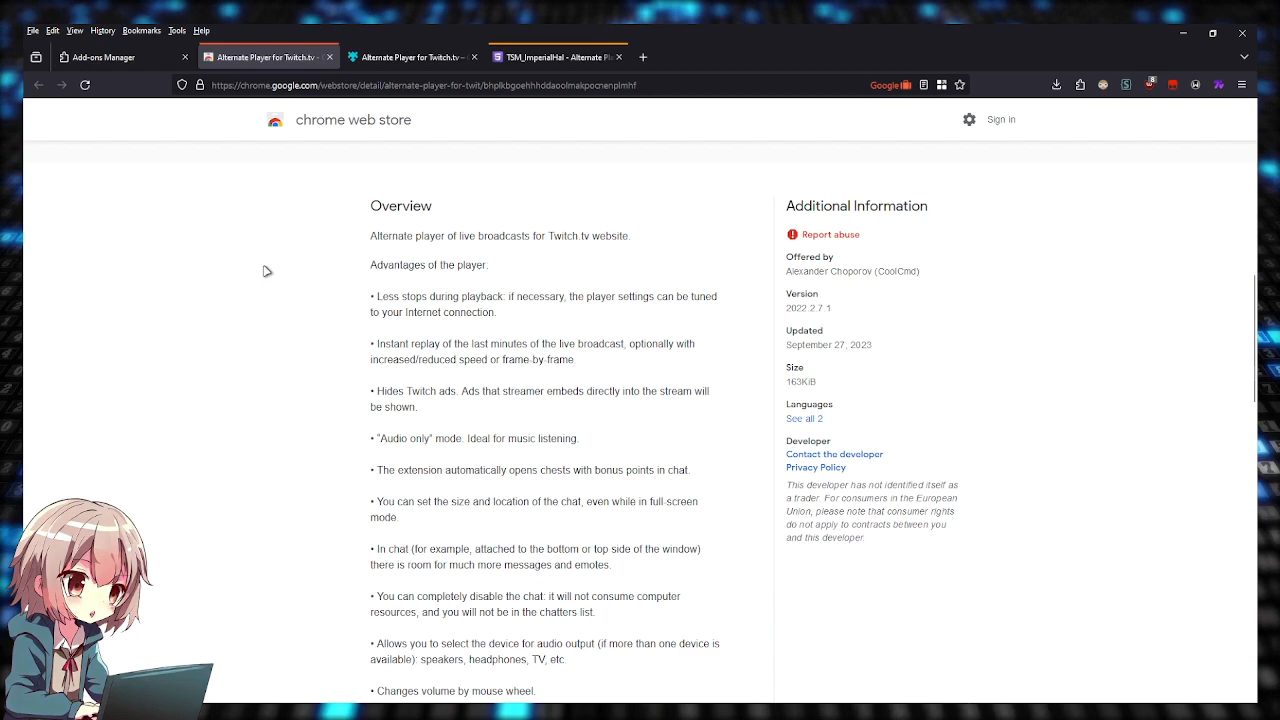 File Edit View History Bookmarks Tools Help
Add-ons Manager
Alternate Player for Twitch.tv -
Alternate Player for Twitch.tv –
TSM_ImperialHal - Alternate Pl
https://chrome.google.com/webstore/detail/alternate-player-for-twit/bhplkbgoehhhddaoolmakpocnenplmhf
Google
8
chrome web store
Sign in
Overview
Alternate player of live broadcasts for Twitch.tv website.
Advantages of the player:
• Less stops during playback: if necessary, the player settings can be tuned
to your Internet connection.
• Instant replay of the last minutes of the live broadcast, optionally with
increased/reduced speed or frame-by-frame.
• Hides Twitch ads. Ads that streamer embeds directly into the stream will
be shown.
• "Audio only" mode. Ideal for music listening.
• The extension automatically opens chests with bonus points in chat.
• You can set the size and location of the chat, even while in full-screen
mode.
• In chat (for example, attached to the bottom or top side of the window)
there is room for much more messages and emotes.
• You can completely disable the chat: it will not consume computer
resources, and you will not be in the chatters list.
• Allows you to select the device for audio output (if more than one device is
available): speakers, headphones, TV, etc.
• Changes volume by mouse wheel.
Additional Information
Report abuse
Offered by
Alexander Choporov (CoolCmd)
Version
2022.2.7.1
Updated
September 27, 2023
Size
163KiB
Languages
See all 2
Developer
Contact the developer
Privacy Policy
This developer has not identified itself as
a trader. For consumers in the European
Union, please note that consumer rights
do not apply to contracts between you
and this developer.